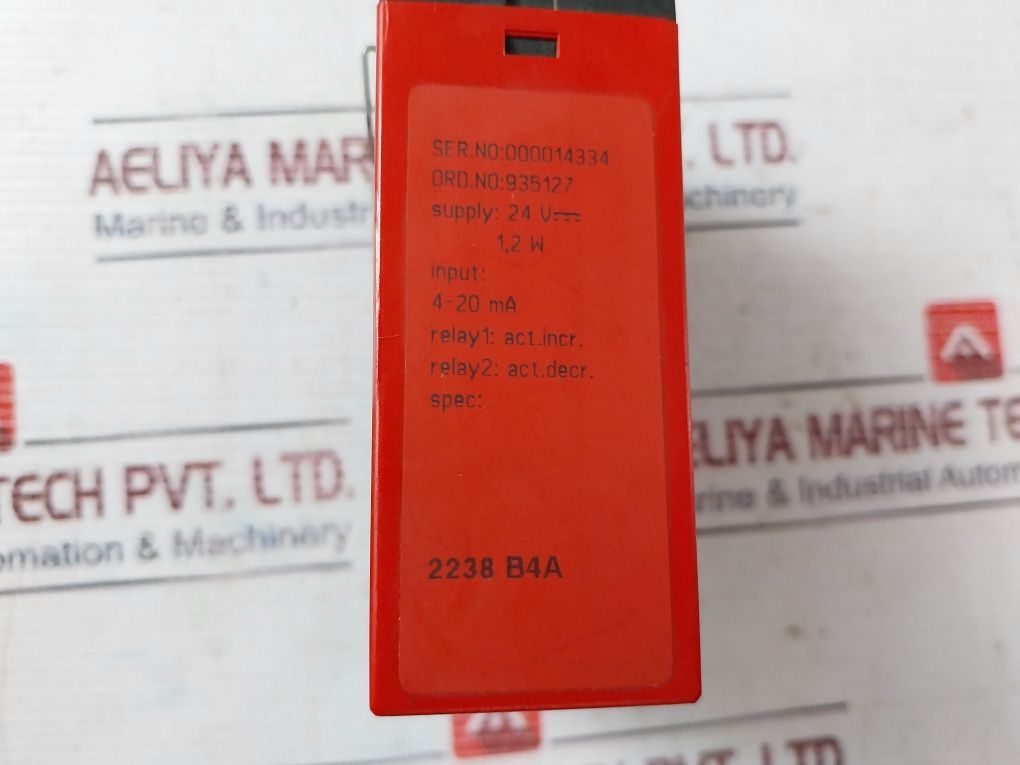 SER.NO:000014334
ORD.NO:935127
supply: 24 V⎓
1,2 W
input:
4-20 mA
relay1: act.incr.
relay2: act.decr.
spec:
2238 B4A
AELIYA MAR
. LTD.
Marine & Industr
chinery
TECH PVT. LTD.
omation & Machinery
ELIYA MARINE TE
rine & Industrial Autom
PVT. LTD.